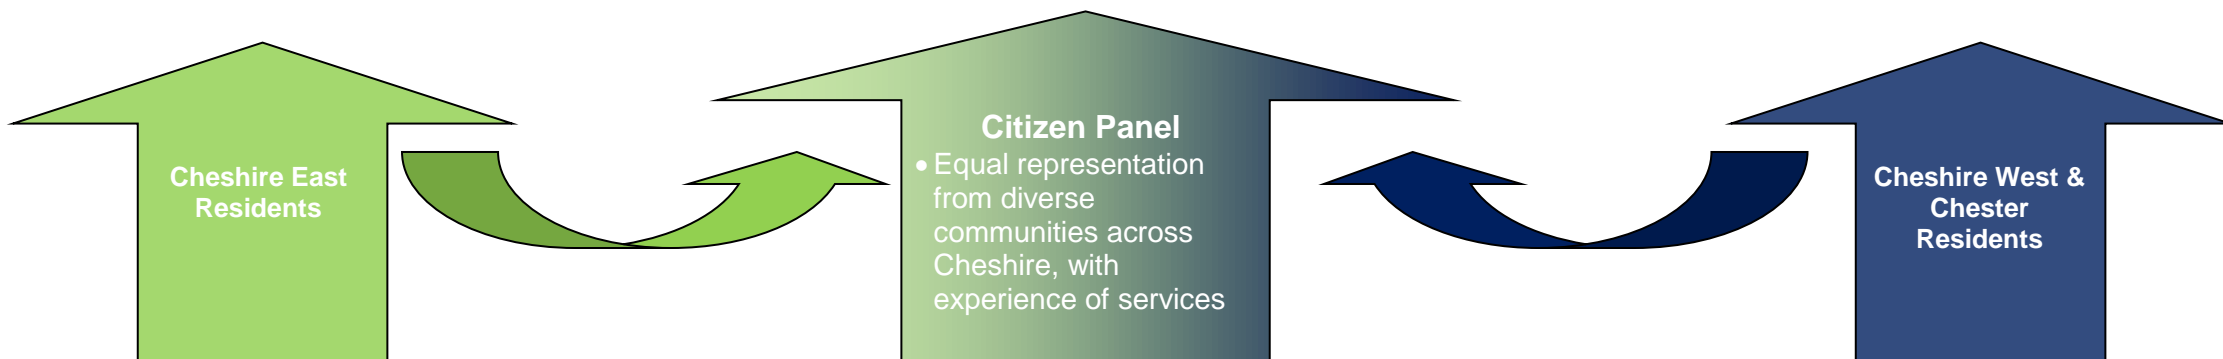 Cheshire East
Residents
Citizen Panel
• Equal representation
from diverse
communities across
Cheshire, with
experience of services
Cheshire West &
Chester
Residents